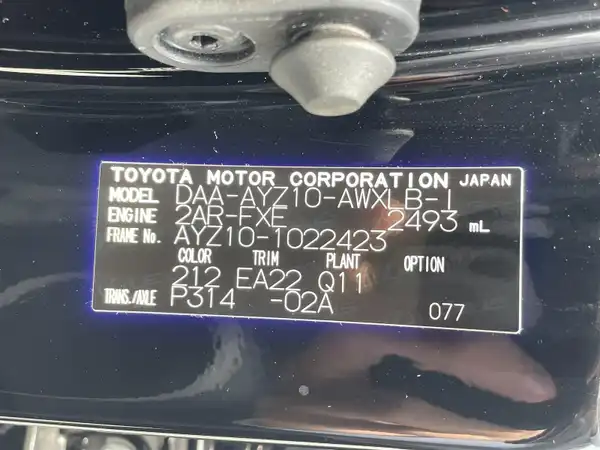 TOYOTA MOTOR CORPORATION JAPAN
MODEL DAA-AYZ10-AWXLB-I
ENGINE 2AR-FXE 2493 mL
FRAME No. AYZ10-1022423
COLOR TRIM PLANT OPTION
212 EA22 Q11
TRANS./AXLE P314 -02A 077